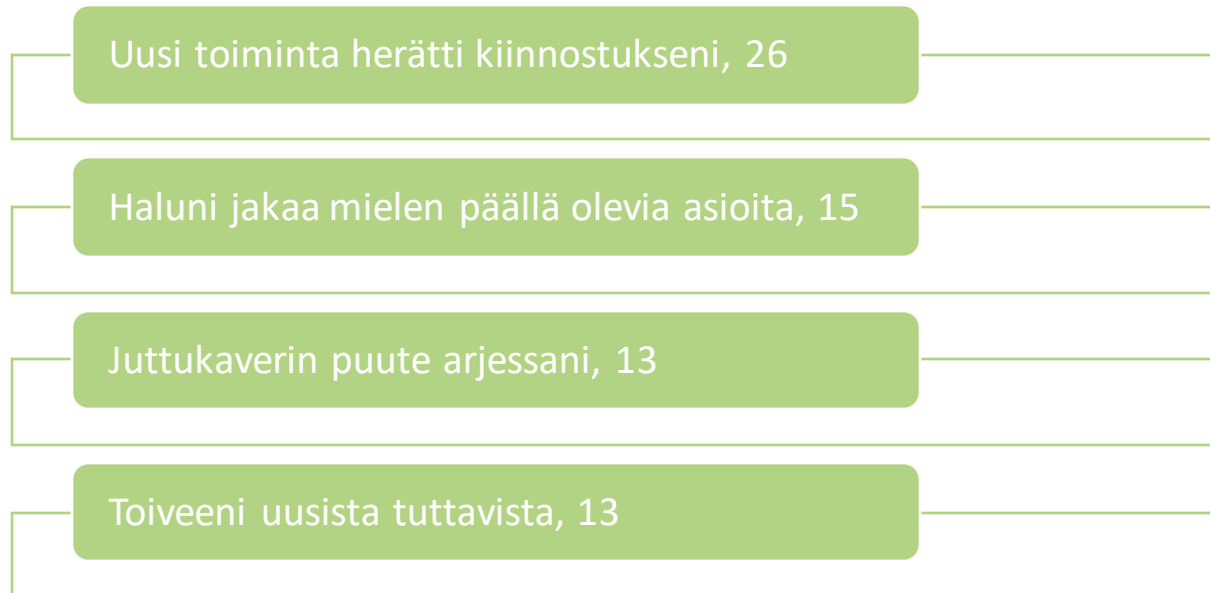 Uusi toiminta herätti kiinnostukseni, 26
Haluni jakaa mielen päällä olevia asioita, 15
Juttukaverin puute arjessani, 13
Toiveeni uusista tuttavista, 13